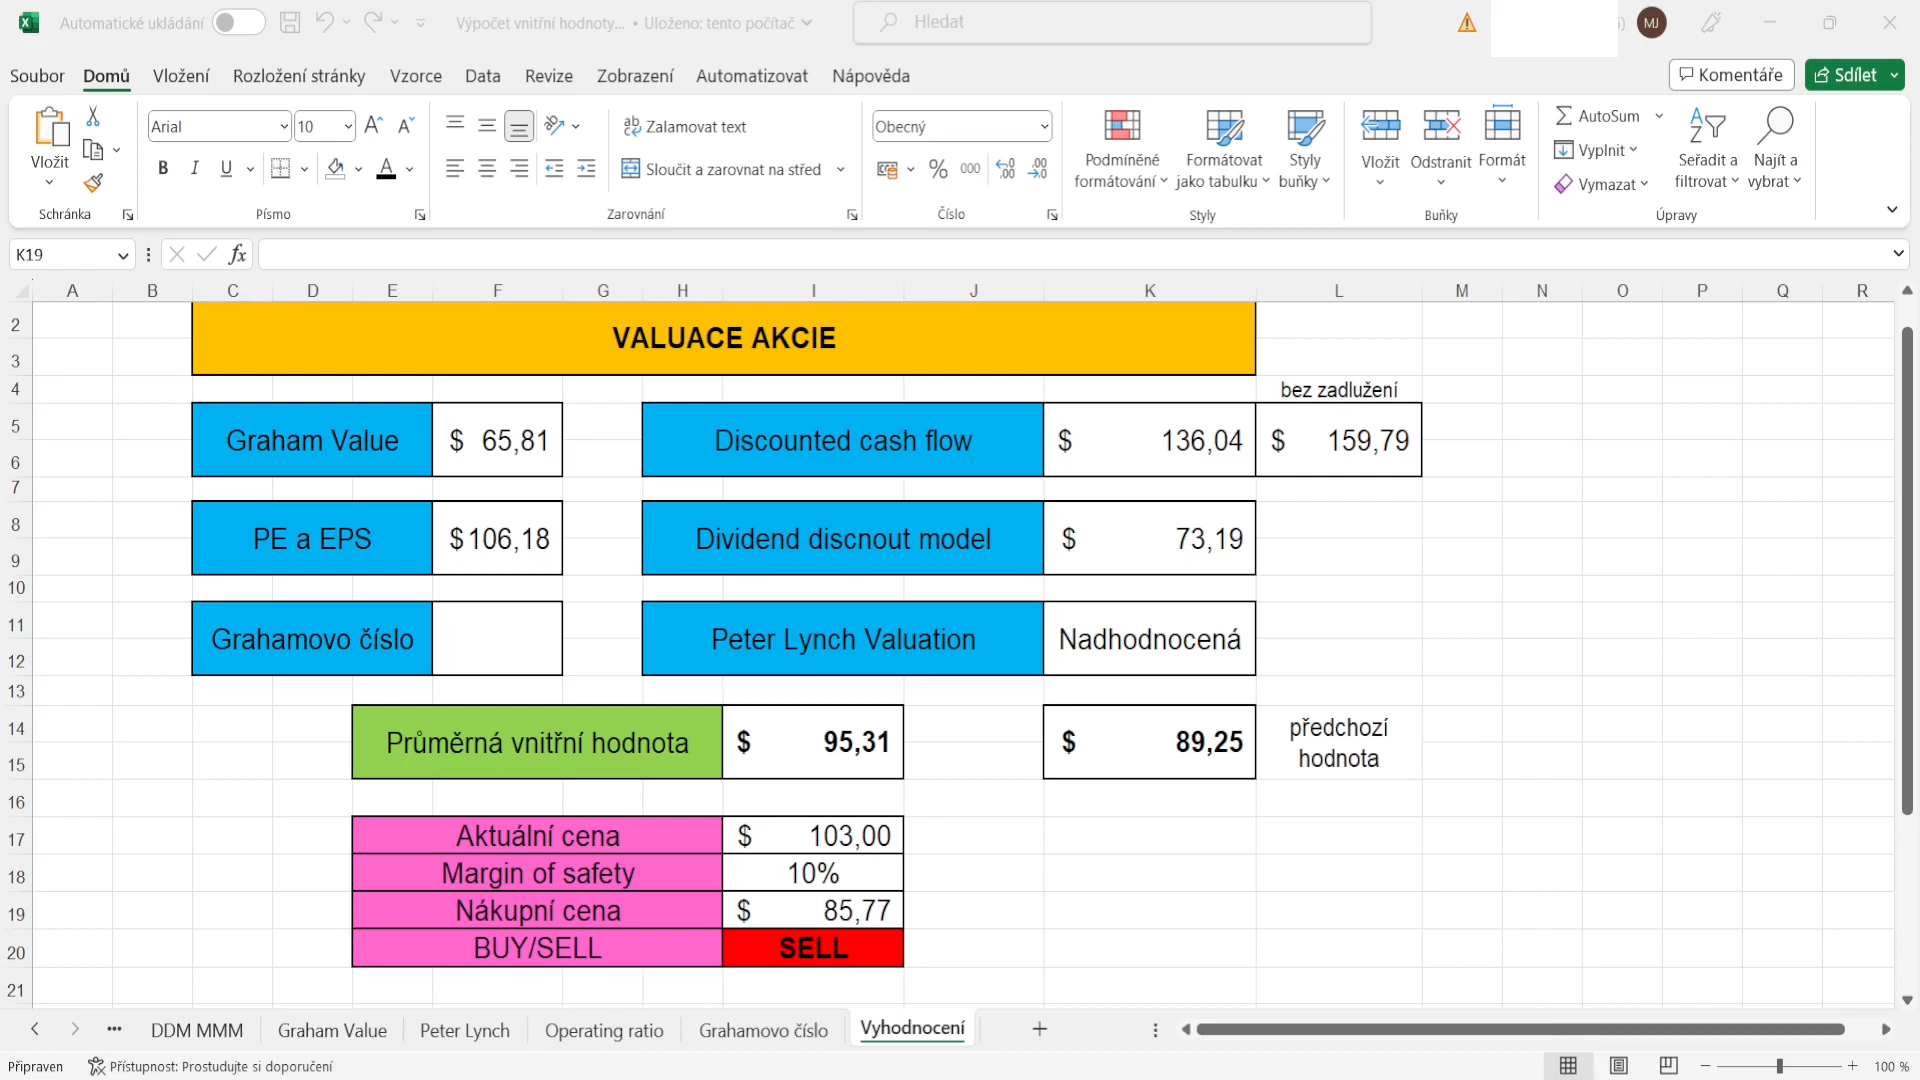 Automatické ukládání
Výpočet vnitřní hodnoty... • Uloženo: tento počítač
Hledat
MJ
Soubor Domů Vložení Rozložení stránky Vzorce Data Revize Zobrazení Automatizovat Nápověda
Komentáře
Sdílet
Vložit
Schránka
Arial
10
B I U
A
Písmo
Zalamovat text
Sloučit a zarovnat na střed
Zarovnání
Obecný
% 000
Číslo
Podmíněné
formátování
Formátovat
jako tabulku
Styly
buňky
Styly
Vložit
Odstranit
Formát
Buňky
AutoSum
Vyplnit
Vymazat
Seřadit a
filtrovat
Najít a
vybrat
Úpravy
K19
fx
A B C D E F G H I J K L M N O P Q R
2
VALUACE AKCIE
3
4
bez zadlužení
5
Graham Value $ 65,81
Discounted cash flow $ 136,04 $ 159,79
6
7
8
PE a EPS $106,18
Dividend discnout model $ 73,19
9
10
11
Grahamovo číslo
Peter Lynch Valuation Nadhodnocená
12
13
14
Průměrná vnitřní hodnota $ 95,31
$ 89,25
předchozí
hodnota
15
16
17 Aktuální cena $ 103,00
18 Margin of safety 10%
19 Nákupní cena $ 85,77
20 BUY/SELL SELL
21
DDM MMM Graham Value Peter Lynch Operating ratio Grahamovo číslo Vyhodnocení
Připraven
Přístupnost: Prostudujte si doporučení
100 %